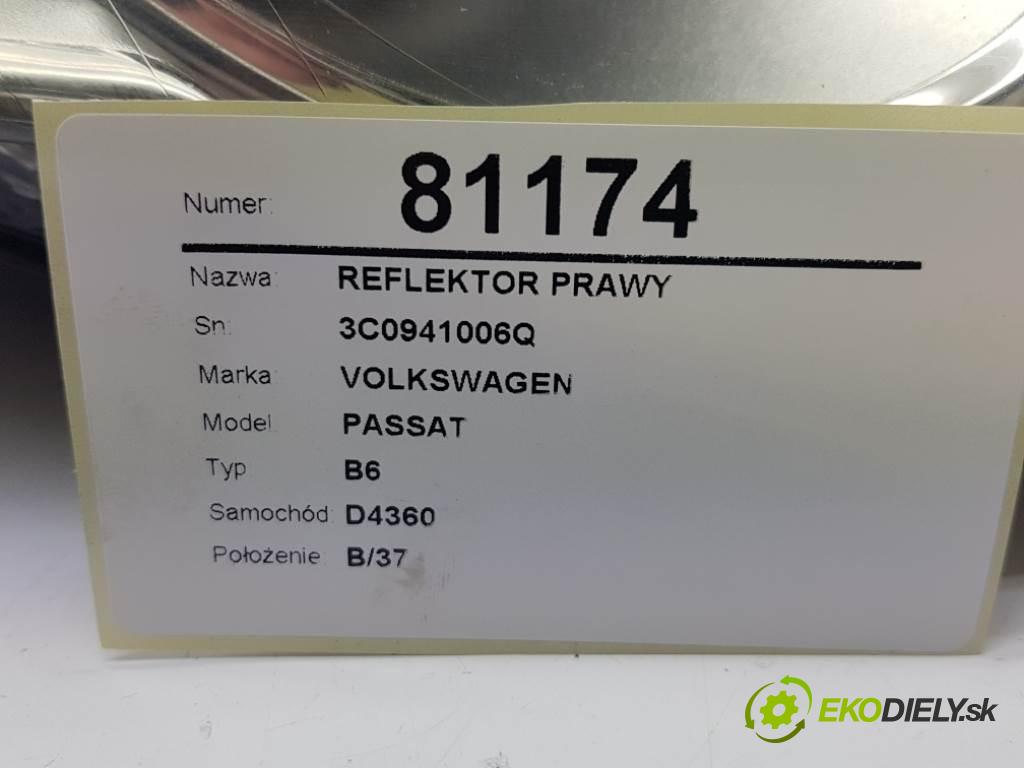 Numer: 81174
Nazwa: REFLEKTOR PRAWY
Sn: 3C0941006Q
Marka: VOLKSWAGEN
Model: PASSAT
Typ B6
Samochód: D4360
Położenie B/37
EKODIELY.sk